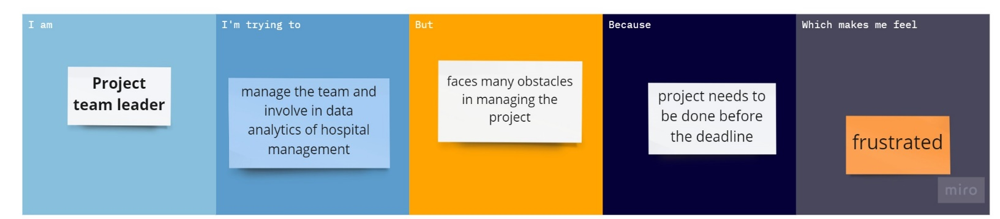 I am
Project
team leader
I'm trying to
manage the team and
involve in data
analytics of hospital
management
But
faces many obstacles
in managing the
project
Because
project needs to
be done before
the deadline
Which makes me feel
frustrated
miro